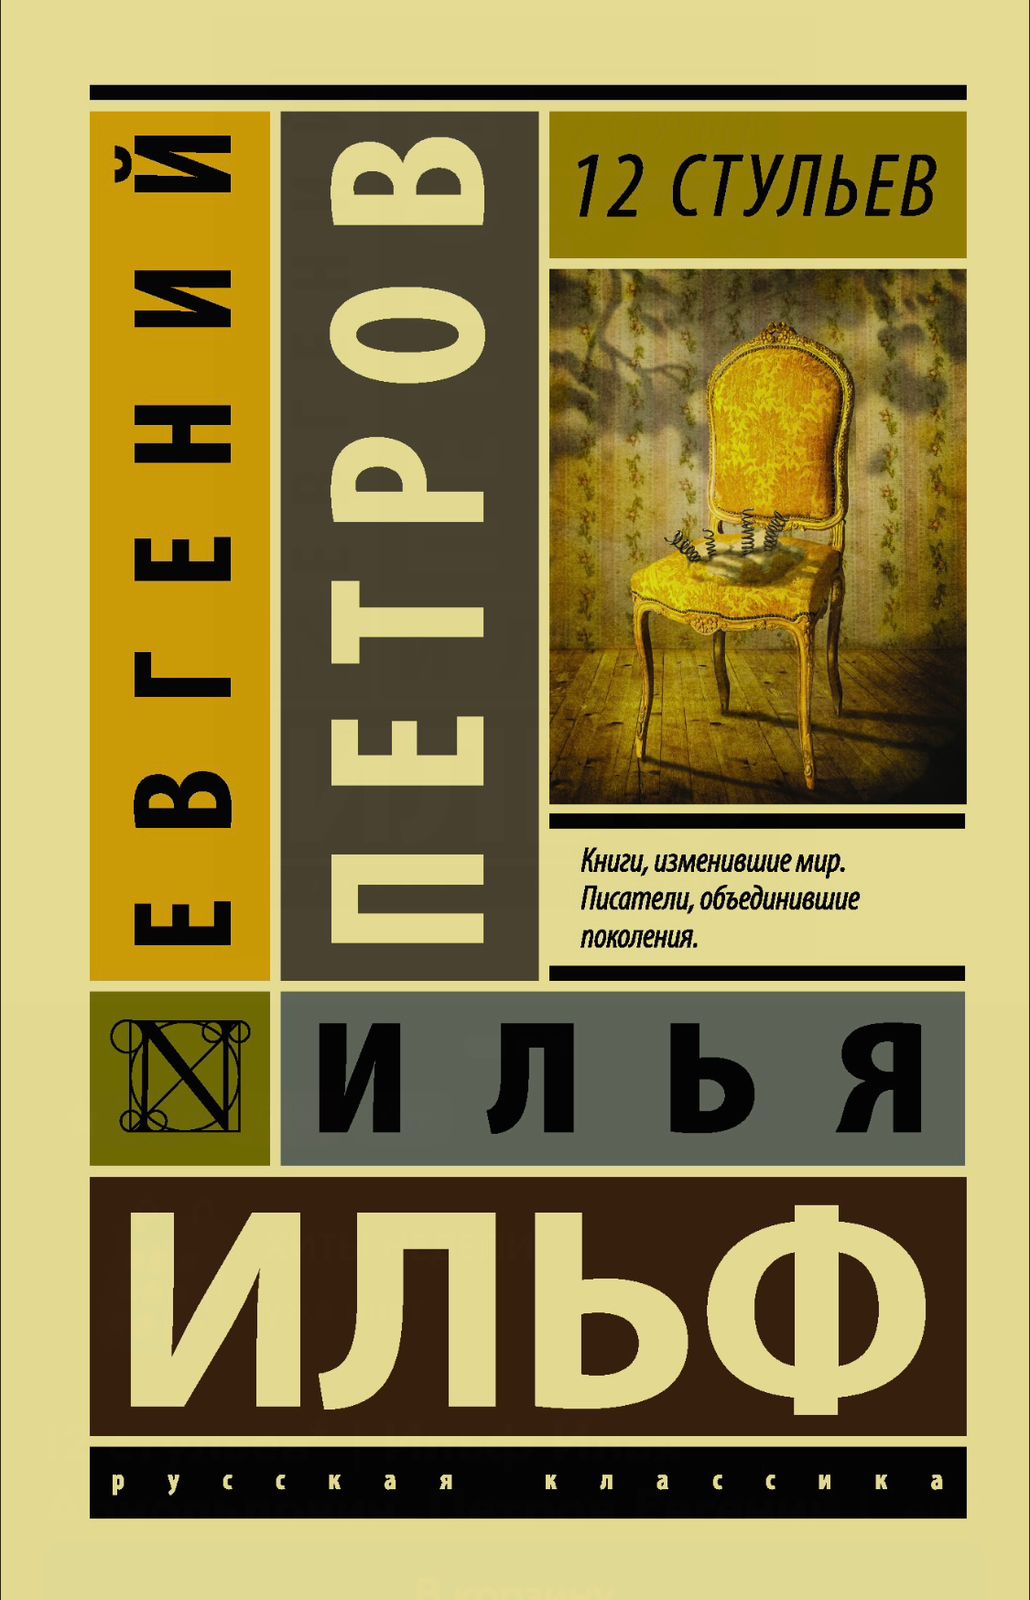 12 СТУЛЬЕВ
ЕВГЕНИЙ
ПЕТРОВ
Книги, изменившие мир.
Писатели, объединившие
поколения.
N
ИЛЬЯ
ИЛЬФ
русская классика